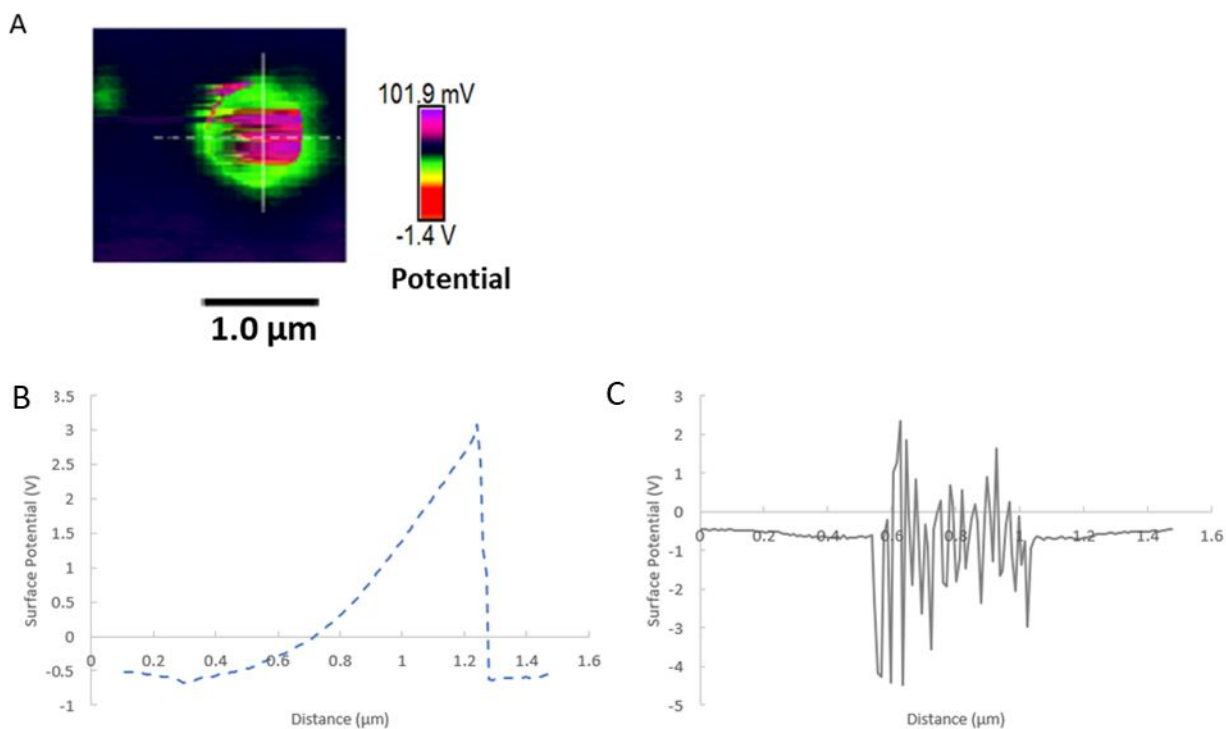 A
101.9 mV
-1.4 V
Potential
1.0 µm
B
3.5
3
2.5
2
1.5
1
0.5
0
-0.5
-1
0 0.2 0.4 0.6 0.8 1 1.2 1.4 1.6
Surface Potential (V)
Distance (µm)
C
3
2
1
0
-1
-2
-3
-4
-5
0 0.2 0.4 0.6 0.8 1 1.2 1.4 1.6
Surface Potential (V)
Distance (µm)